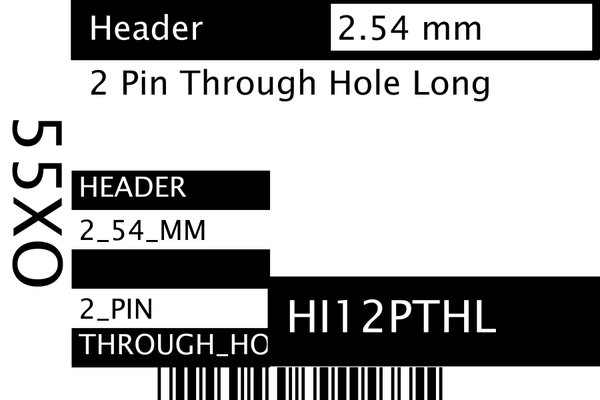 Header
2.54 mm
2 Pin Through Hole Long
55XO
HEADER
2_54_MM
2_PIN
THROUGH_HO
HI12PTHL